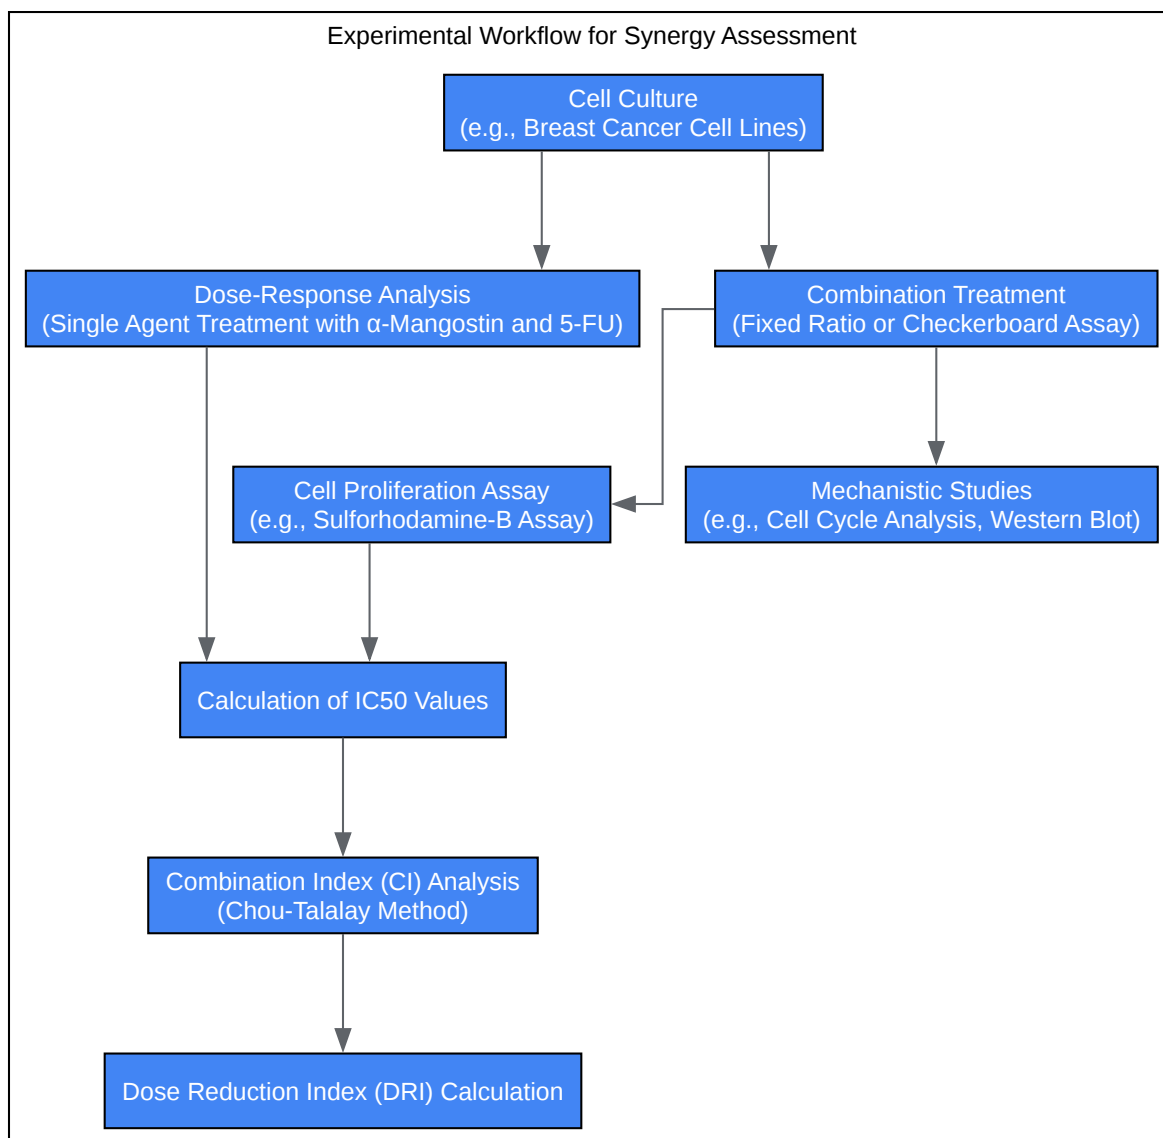 Experimental Workflow for Synergy Assessment
Cell Culture
(e.g., Breast Cancer Cell Lines)
Dose-Response Analysis
(Single Agent Treatment with α-Mangostin and 5-FU)
Combination Treatment
(Fixed Ratio or Checkerboard Assay)
Cell Proliferation Assay
(e.g., Sulforhodamine-B Assay)
Mechanistic Studies
(e.g., Cell Cycle Analysis, Western Blot)
Calculation of IC50 Values
Combination Index (CI) Analysis
(Chou-Talalay Method)
Dose Reduction Index (DRI) Calculation